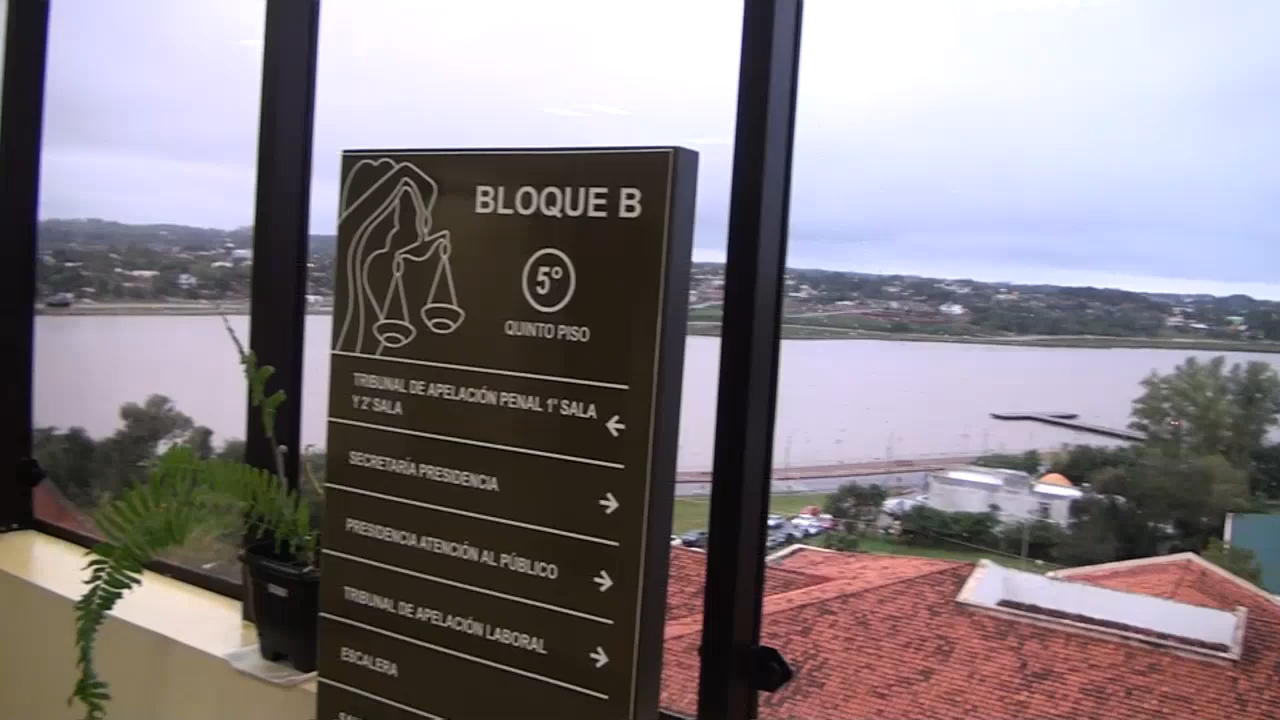 BLOQUE B
5º
QUINTO PISO
TRIBUNAL DE APELACIÓN PENAL 1° SALA
Y 2° SALA
SECRETARÍA PRESIDENCIA
PRESIDENCIA ATENCIÓN AL PÚBLICO
TRIBUNAL DE APELACIÓN LABORAL
ESCALERA